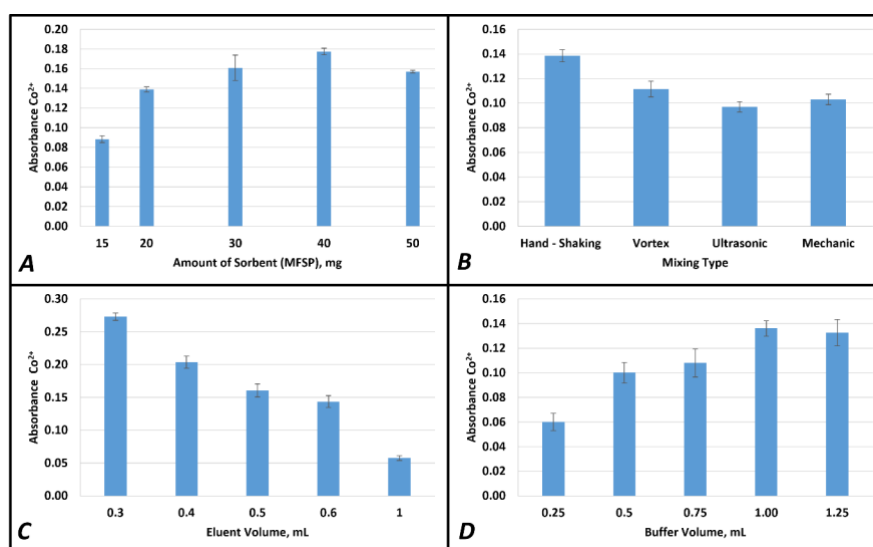 0.20
0.18
0.16
0.14
0.12
0.10
0.08
0.06
0.04
0.02
0.00
Absorbance Co²⁺
15 20 30 40 50
Amount of Sorbent (MFSP), mg
A
0.16
0.14
0.12
0.10
0.08
0.06
0.04
0.02
0.00
Absorbance Co²⁺
Hand - Shaking Vortex Ultrasonic Mechanic
Mixing Type
B
0.30
0.25
0.20
0.15
0.10
0.05
0.00
Absorbance Co²⁺
0.3 0.4 0.5 0.6 1
Eluent Volume, mL
C
0.16
0.14
0.12
0.10
0.08
0.06
0.04
0.02
0.00
Absorbance Co²⁺
0.25 0.5 0.75 1.00 1.25
Buffer Volume, mL
D